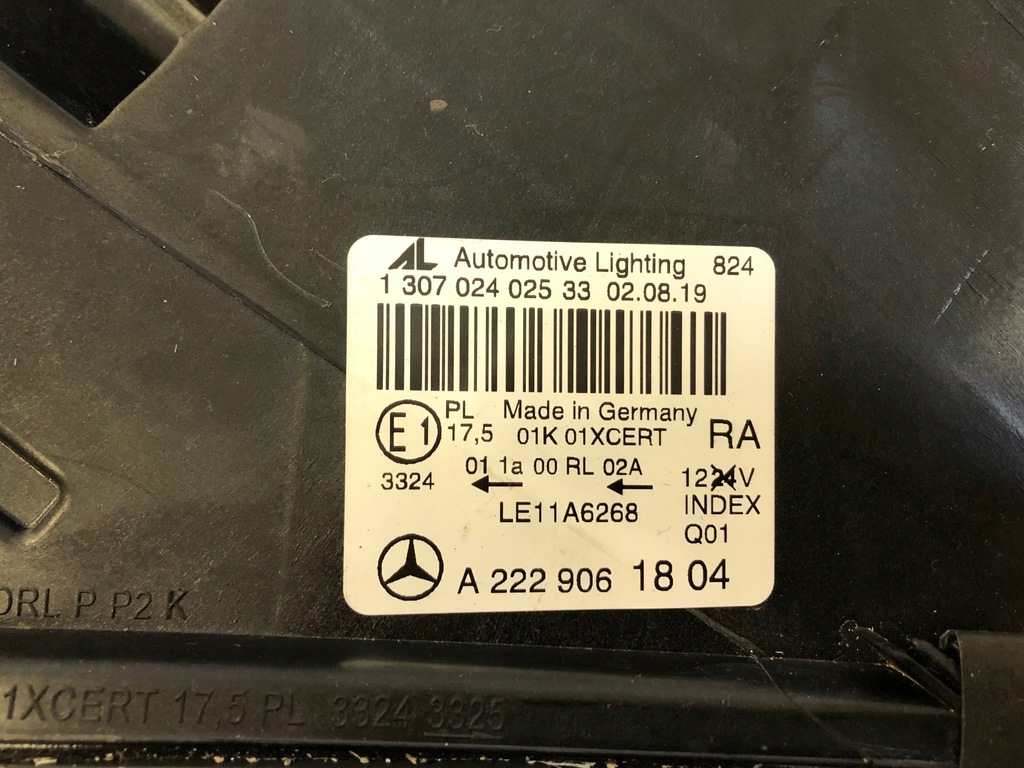 AL Automotive Lighting 824
1 307 024 025 33 02.08.19
E1 PL Made in Germany
17,5 01K 01XCERT RA
01 1a 00 RL 02A
3324 1224V
LE11A6268 INDEX
Q01
A 222 906 18 04
DRL P P2 K
1XCERT 17,5 PL 3324 3325